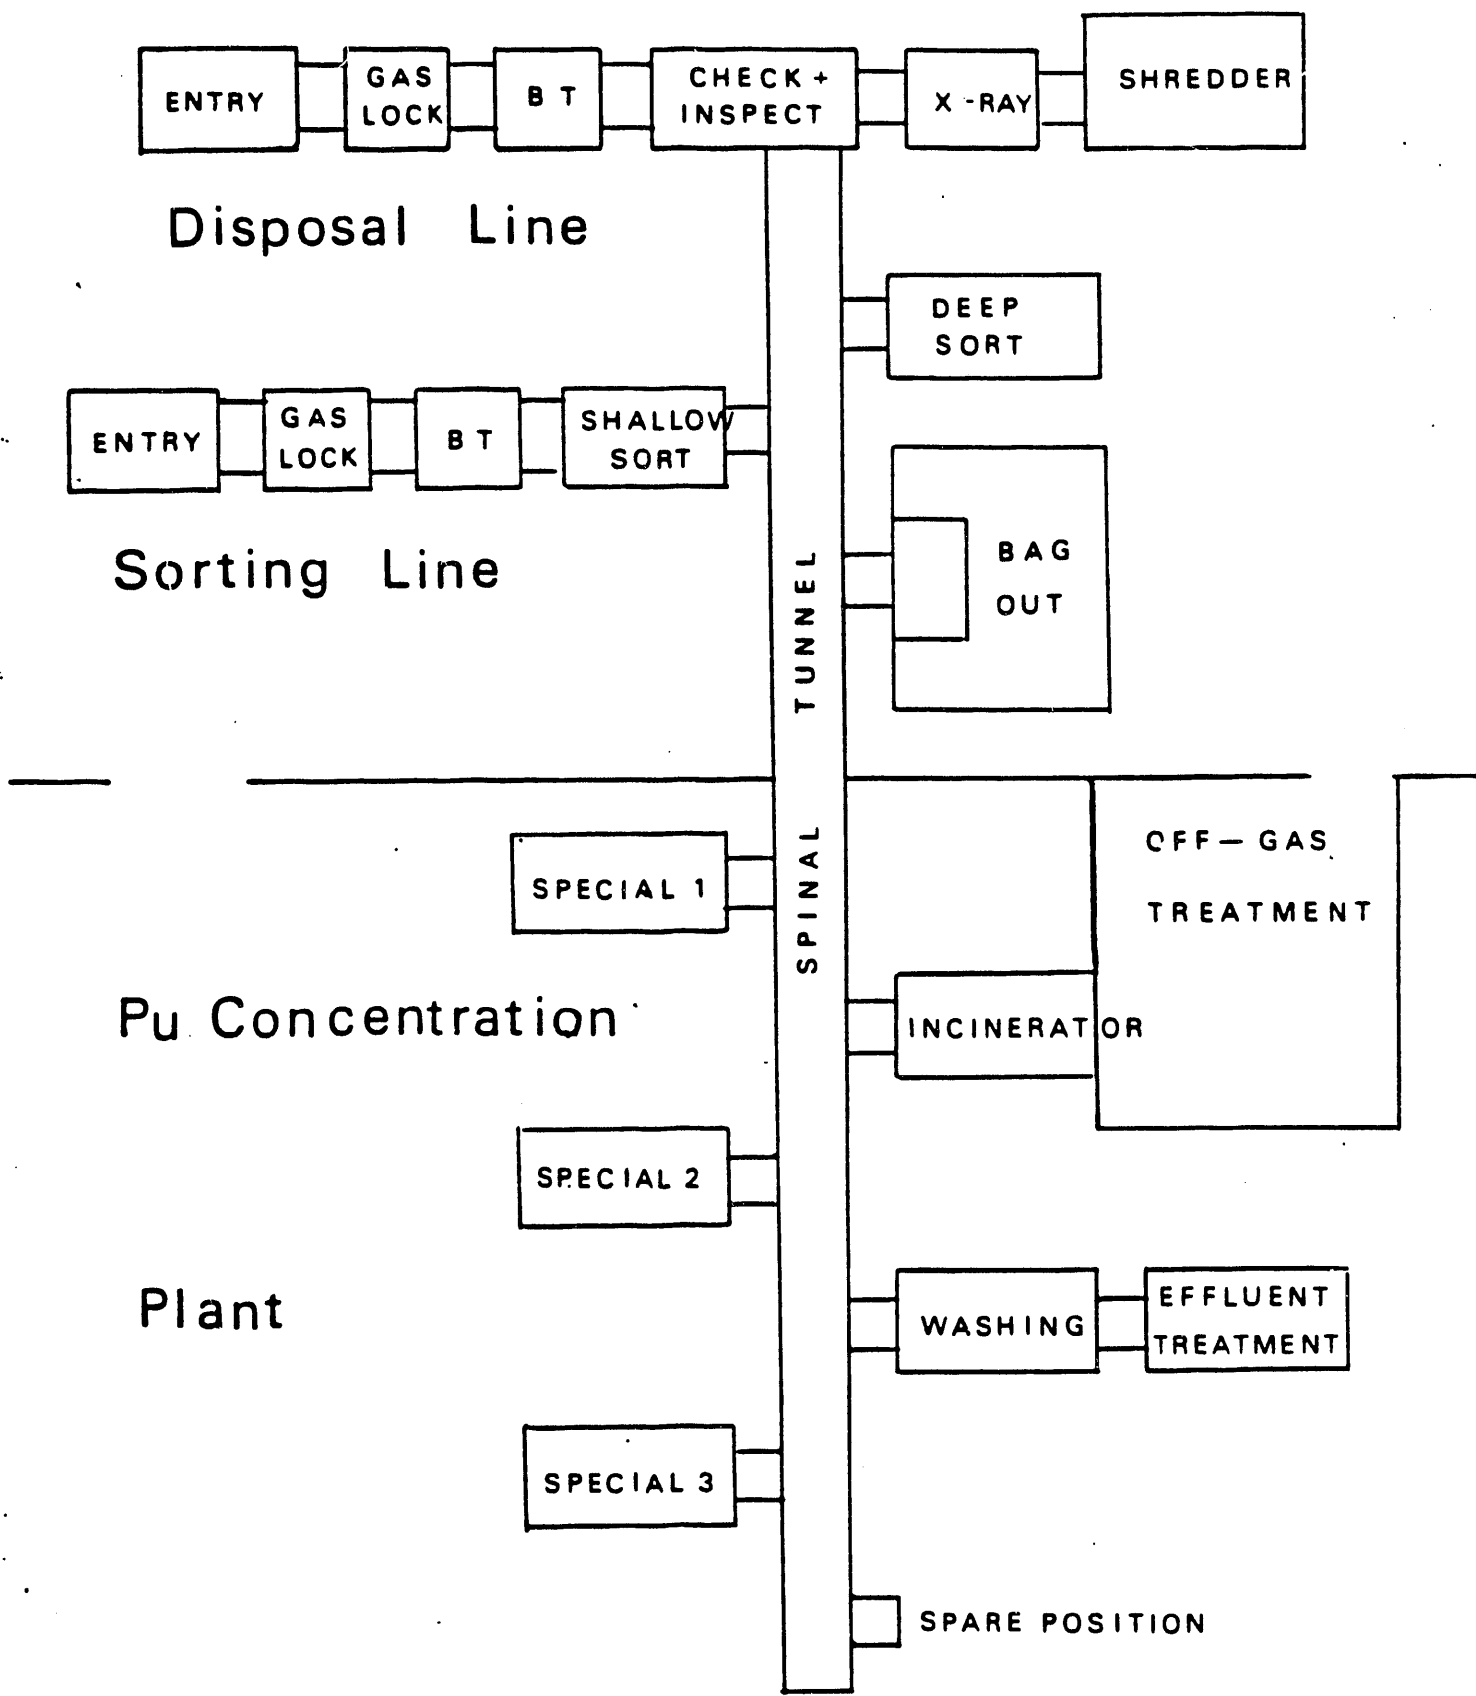 ENTRY
GAS
LOCK
BT
CHECK +
INSPECT
X-RAY
SHREDDER
Disposal Line
DEEP
SORT
ENTRY
GAS
LOCK
BT
SHALLOW
SORT
Sorting Line
BAG
OUT
SPINAL TUNNEL
OFF-GAS
TREATMENT
SPECIAL 1
Pu Concentration
INCINERATOR
SPECIAL 2
Plant
WASHING
EFFLUENT
TREATMENT
SPECIAL 3
SPARE POSITION